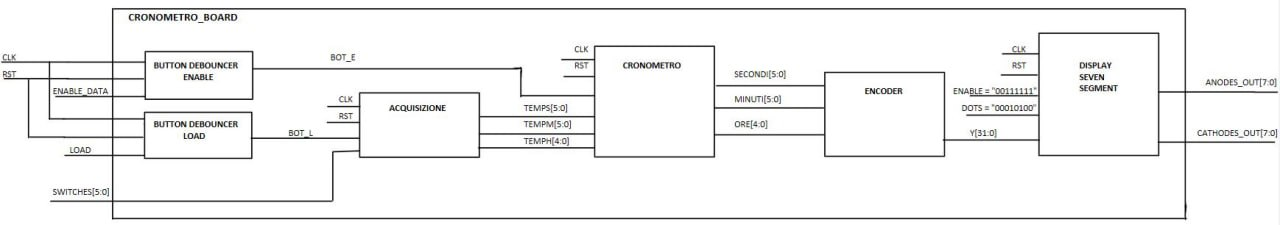 CRONOMETRO_BOARD
CLK
RST
ENABLE_DATA
BUTTON DEBOUNCER
ENABLE
BOT_E
BUTTON DEBOUNCER
LOAD
LOAD
BOT_L
SWITCHES[5:0]
CLK
RST
ACQUISIZIONE
TEMPS[5:0]
TEMPM[5:0]
TEMPH[4:0]
CLK
RST
CRONOMETRO
SECONDI[5:0]
MINUTI[5:0]
ORE[4:0]
ENCODER
CLK
RST
ENABLE = "00111111"
DOTS = "00010100"
Y[31:0]
DISPLAY
SEVEN
SEGMENT
ANODES_OUT[7:0]
CATHODES_OUT[7:0]